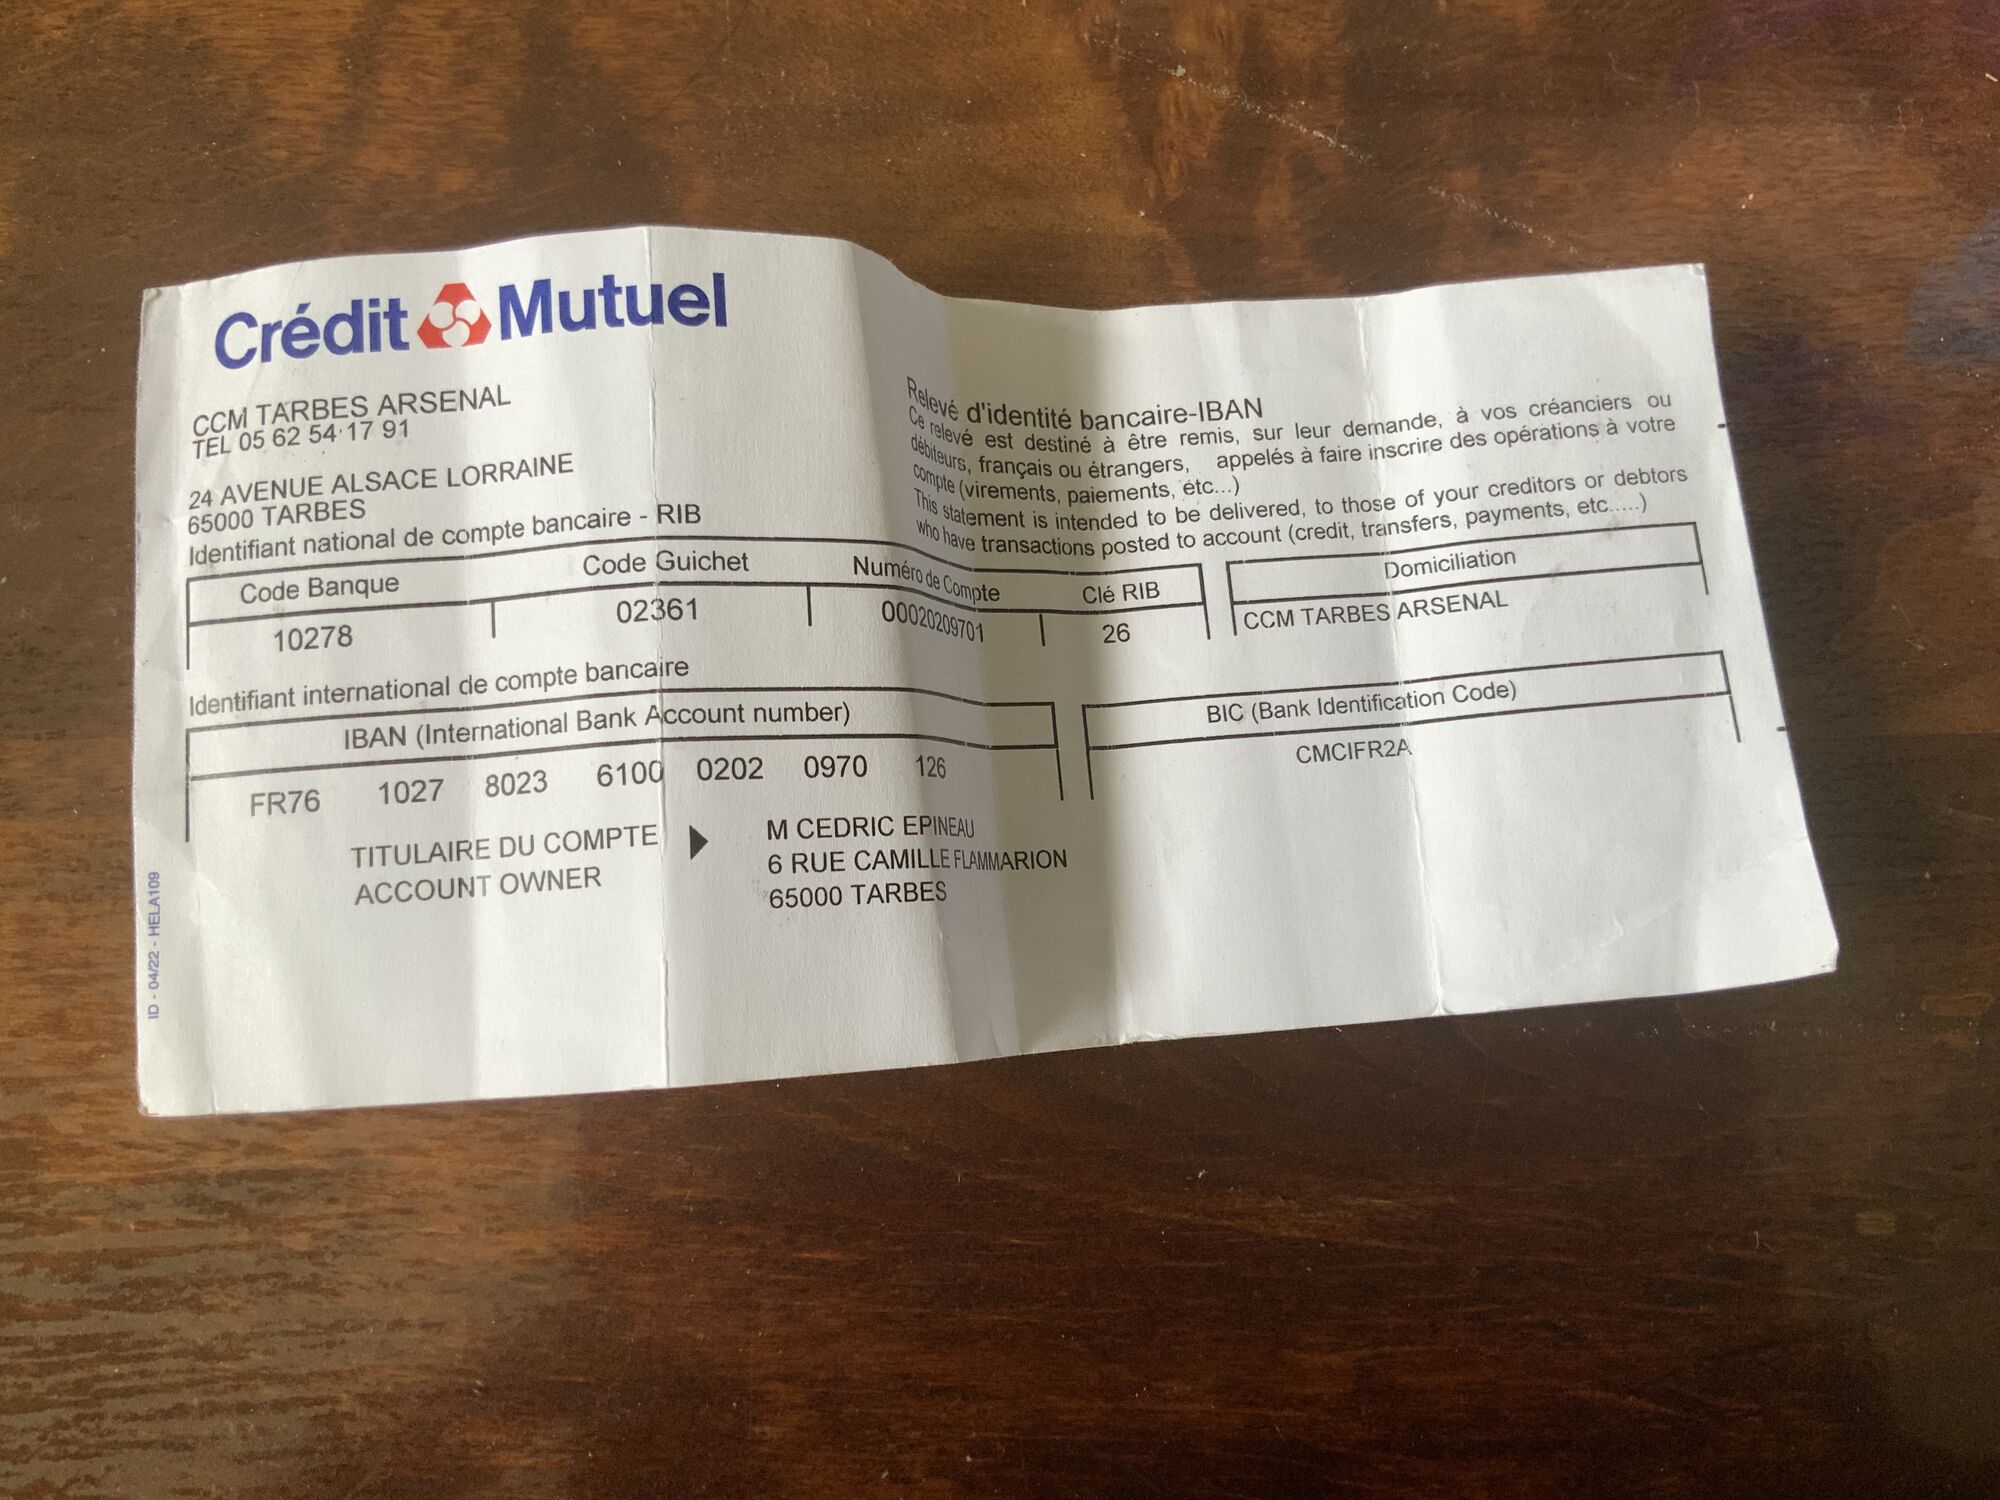 Crédit Mutuel
CCM TARBES ARSENAL
TEL 05 62 54 17 91
24 AVENUE ALSACE LORRAINE
65000 TARBES
Relevé d'identité bancaire-IBAN
Ce relevé est destiné à être remis, sur leur demande, à vos créanciers ou
débiteurs, français ou étrangers, appelés à faire inscrire des opérations à votre
compte (virements, paiements, etc...)
This statement is intended to be delivered, to those of your creditors or debtors
who have transactions posted to account (credit, transfers, payments, etc.....)
Identifiant national de compte bancaire - RIB
Code Banque Code Guichet Numéro de Compte Clé RIB Domiciliation
10278 02361 00020209701 26 CCM TARBES ARSENAL
Identifiant international de compte bancaire
IBAN (International Bank Account number) BIC (Bank Identification Code)
FR76 1027 8023 6100 0202 0970 126 CMCIFR2A
TITULAIRE DU COMPTE M CEDRIC EPINEAU
ACCOUNT OWNER 6 RUE CAMILLE FLAMMARION
65000 TARBES
ID - 04/22 - HELA109